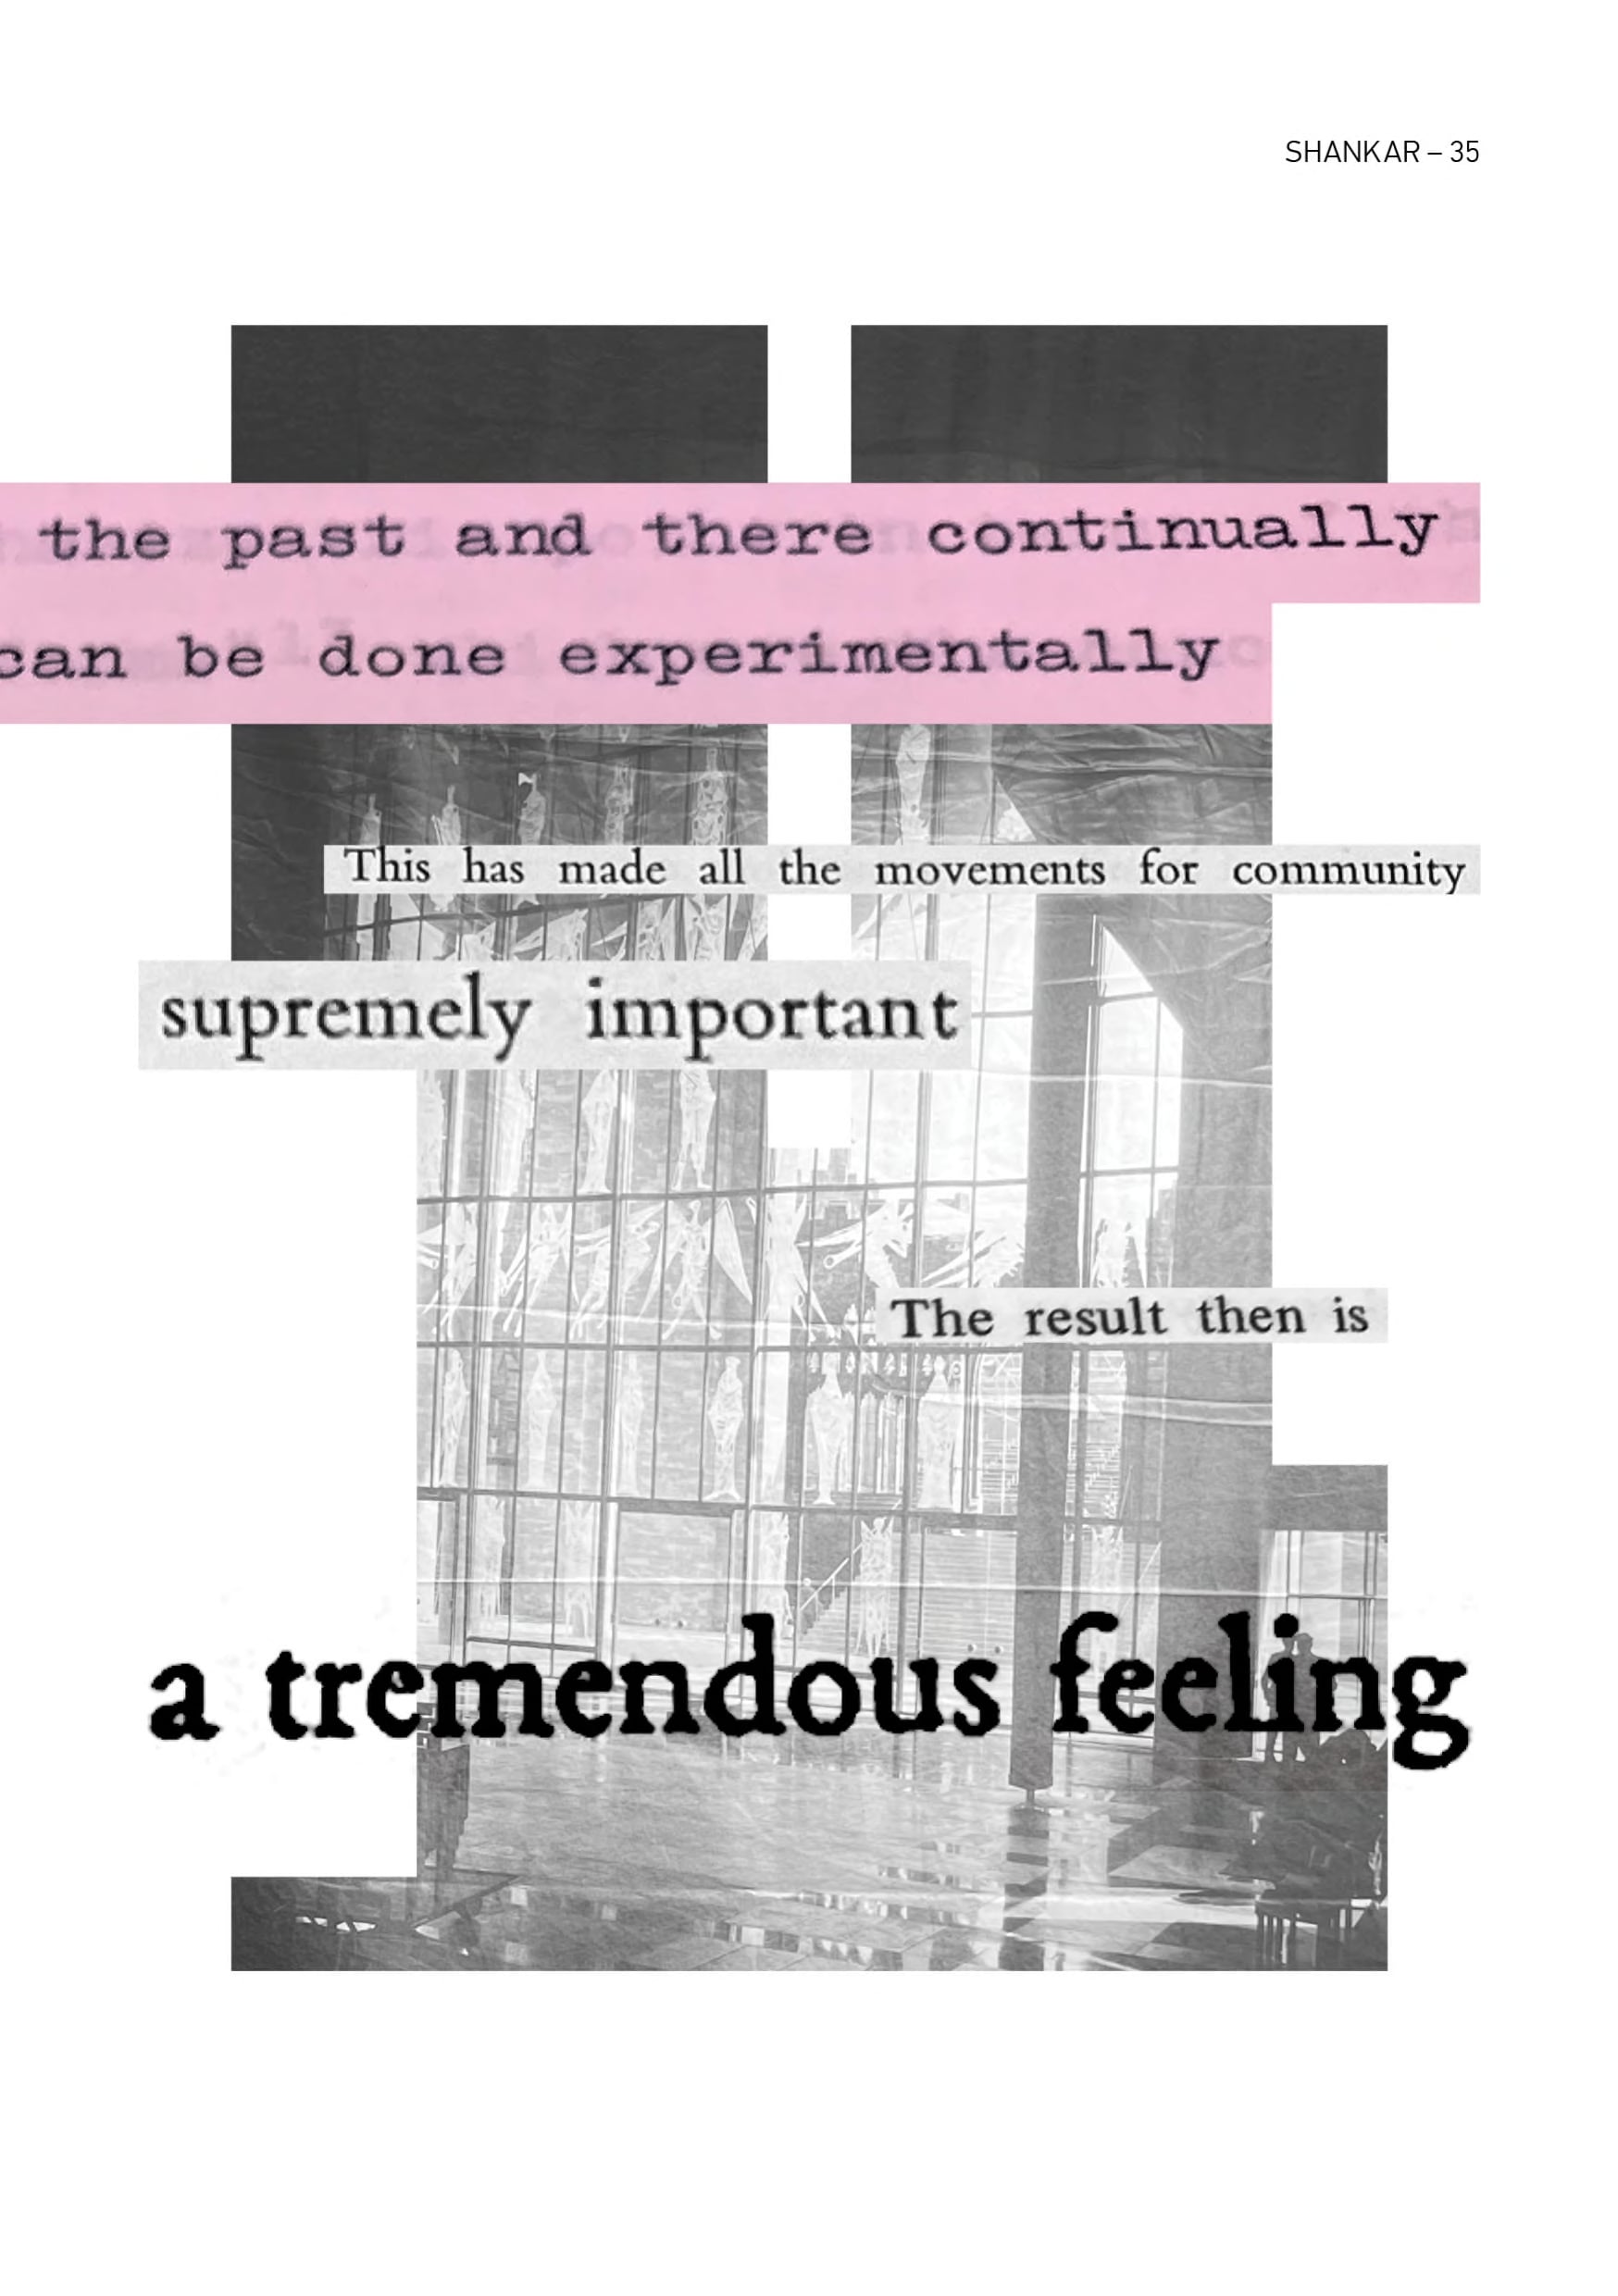 SHANKAR – 35
the past and there continually
can be done experimentally
This has made all the movements for community
supremely important
The result then is
a tremendous feeling